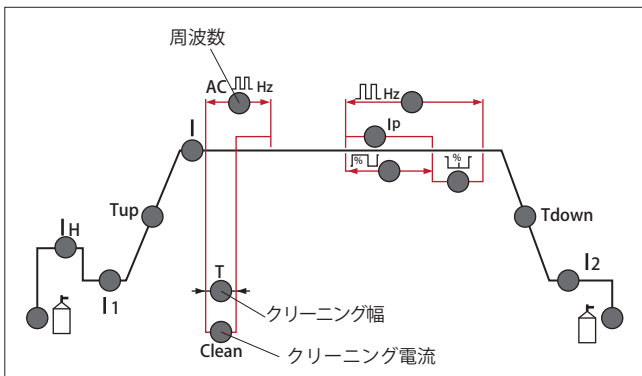 周波数
AC Hz
Hz
I
Ip
%
%
Tup
Tdown
IH
I1
T
I2
クリーニング幅
Clean
クリーニング電流